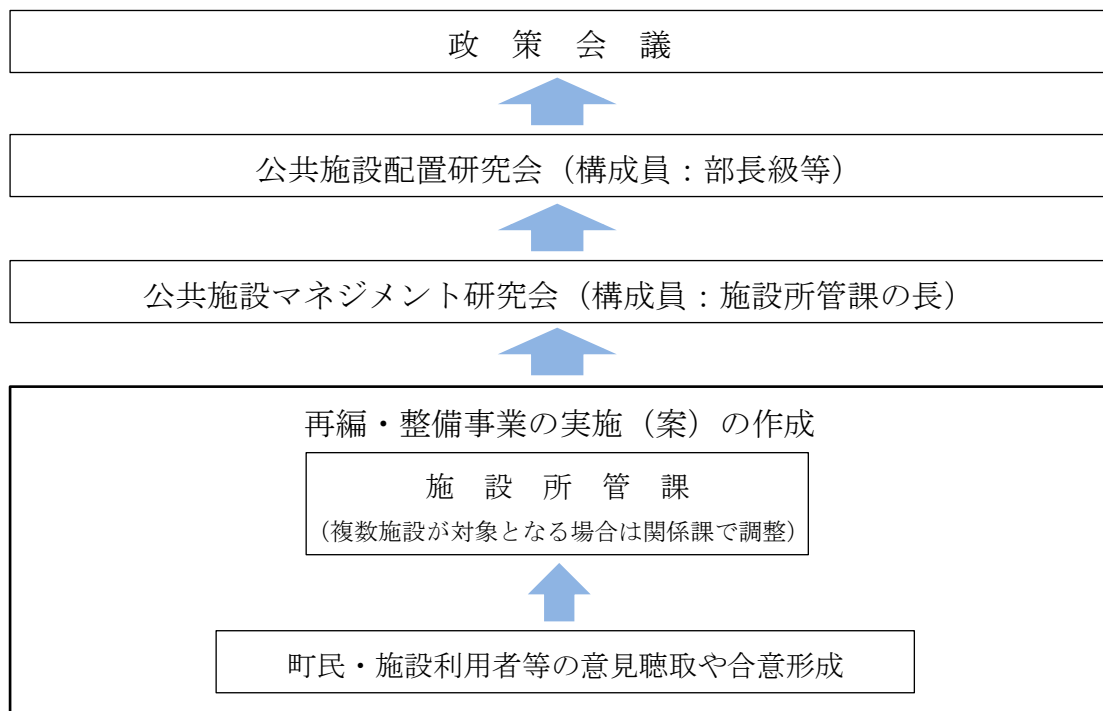 政　策　会　議
公共施設配置研究会（構成員：部長級等）
公共施設マネジメント研究会（構成員：施設所管課の長）
再編・整備事業の実施（案）の作成
施　設　所　管　課
（複数施設が対象となる場合は関係課で調整）
町民・施設利用者等の意見聴取や合意形成